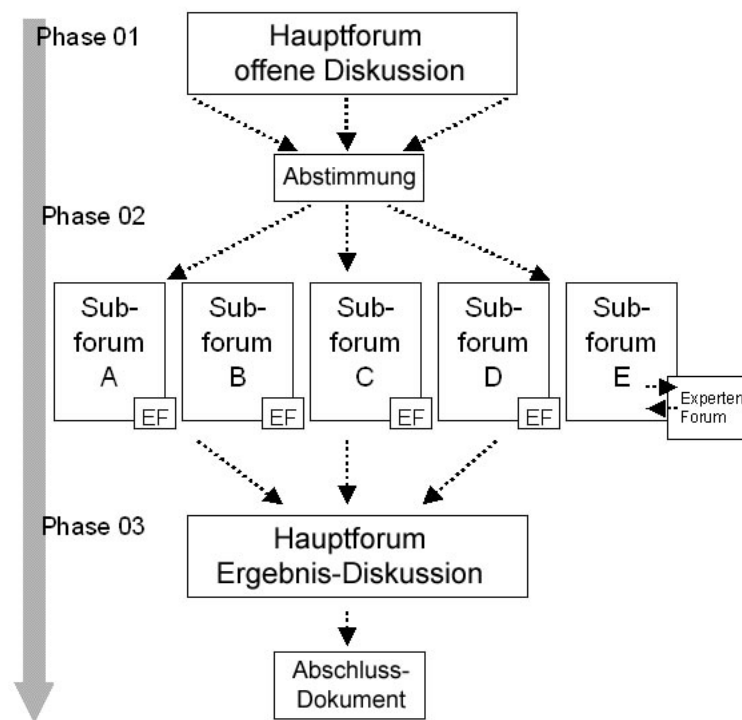 Phase 01
Hauptforum
offene Diskussion
Abstimmung
Phase 02
Sub-
forum
A
EF
Sub-
forum
B
EF
Sub-
forum
C
EF
Sub-
forum
D
EF
Sub-
forum
E
Experten
Forum
Phase 03
Hauptforum
Ergebnis-Diskussion
Abschluss-
Dokument